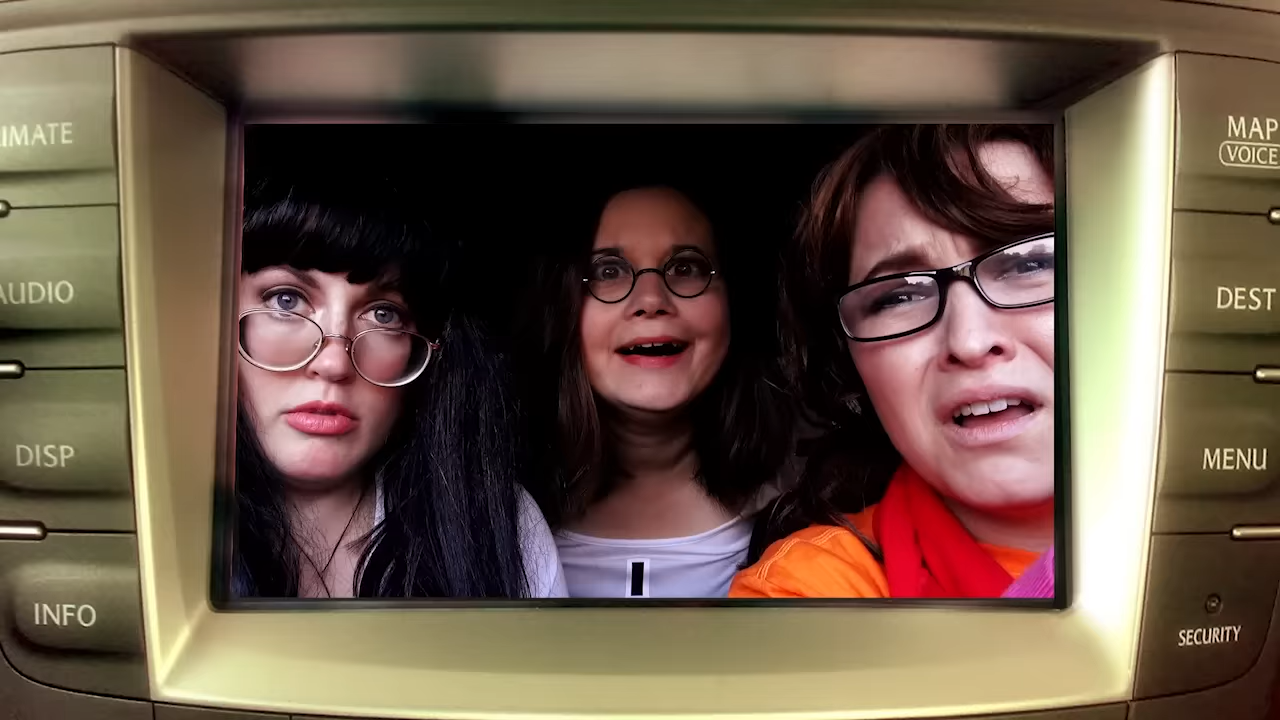 IMATE
AUDIO
DISP
INFO
MAP
VOICE
DEST
MENU
SECURITY